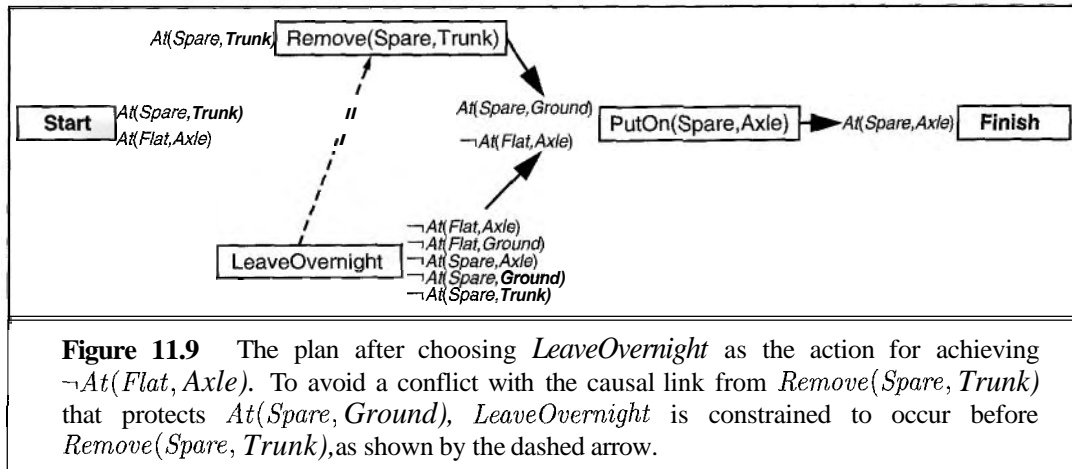 At(Spare,Trunk) Remove(Spare,Trunk)
Start
At(Spare,Trunk)
At(Flat,Axle)
At(Spare,Ground)
¬At(Flat,Axle)
PutOn(Spare,Axle)
At(Spare,Axle) Finish
LeaveOvernight
¬At(Flat,Axle)
¬At(Flat,Ground)
¬At(Spare,Axle)
¬At(Spare,Ground)
¬At(Spare,Trunk)
Figure 11.9 The plan after choosing LeaveOvernight as the action for achieving
¬At(Flat, Axle). To avoid a conflict with the causal link from Remove(Spare, Trunk)
that protects At(Spare, Ground), LeaveOvernight is constrained to occur before
Remove(Spare, Trunk), as shown by the dashed arrow.